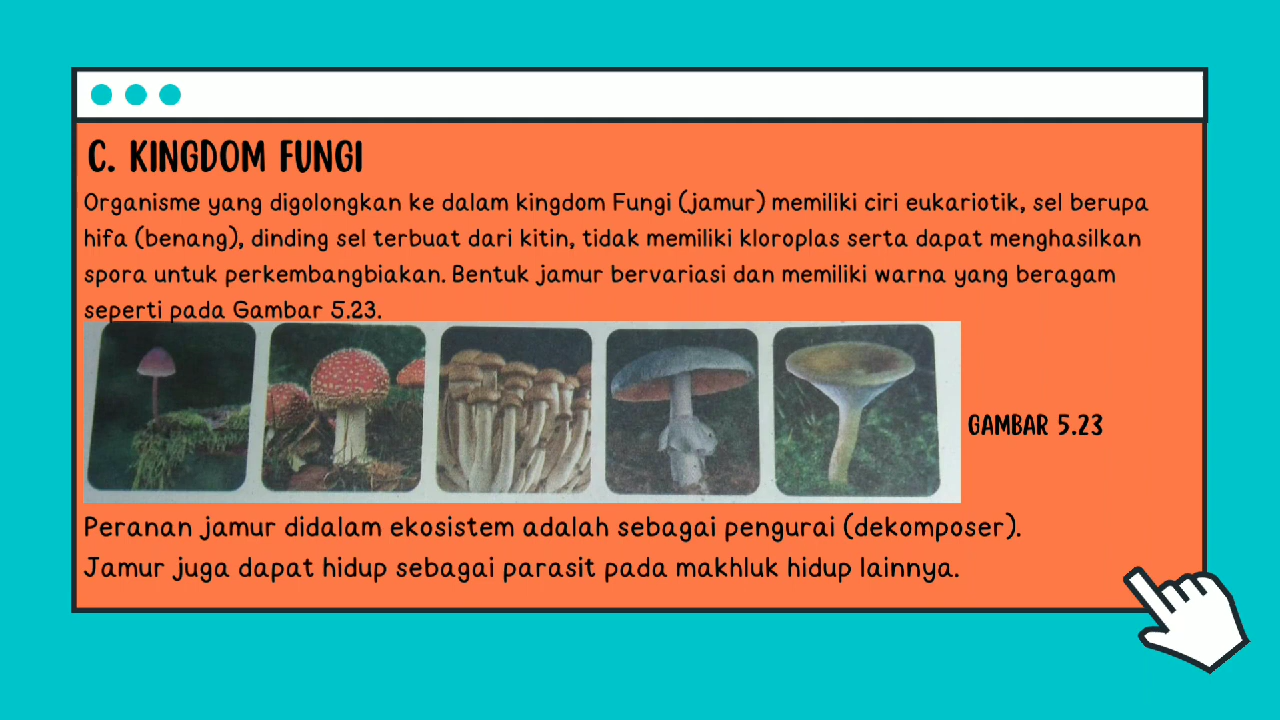 C. KINGDOM FUNGI
Organisme yang digolongkan ke dalam kingdom Fungi (jamur) memiliki ciri eukariotik, sel berupa
hifa (benang), dinding sel terbuat dari kitin, tidak memiliki kloroplas serta dapat menghasilkan
spora untuk perkembangbiakan. Bentuk jamur bervariasi dan memiliki warna yang beragam
seperti pada Gambar 5.23.
GAMBAR 5.23
Peranan jamur didalam ekosistem adalah sebagai pengurai (dekomposer).
Jamur juga dapat hidup sebagai parasit pada makhluk hidup lainnya.